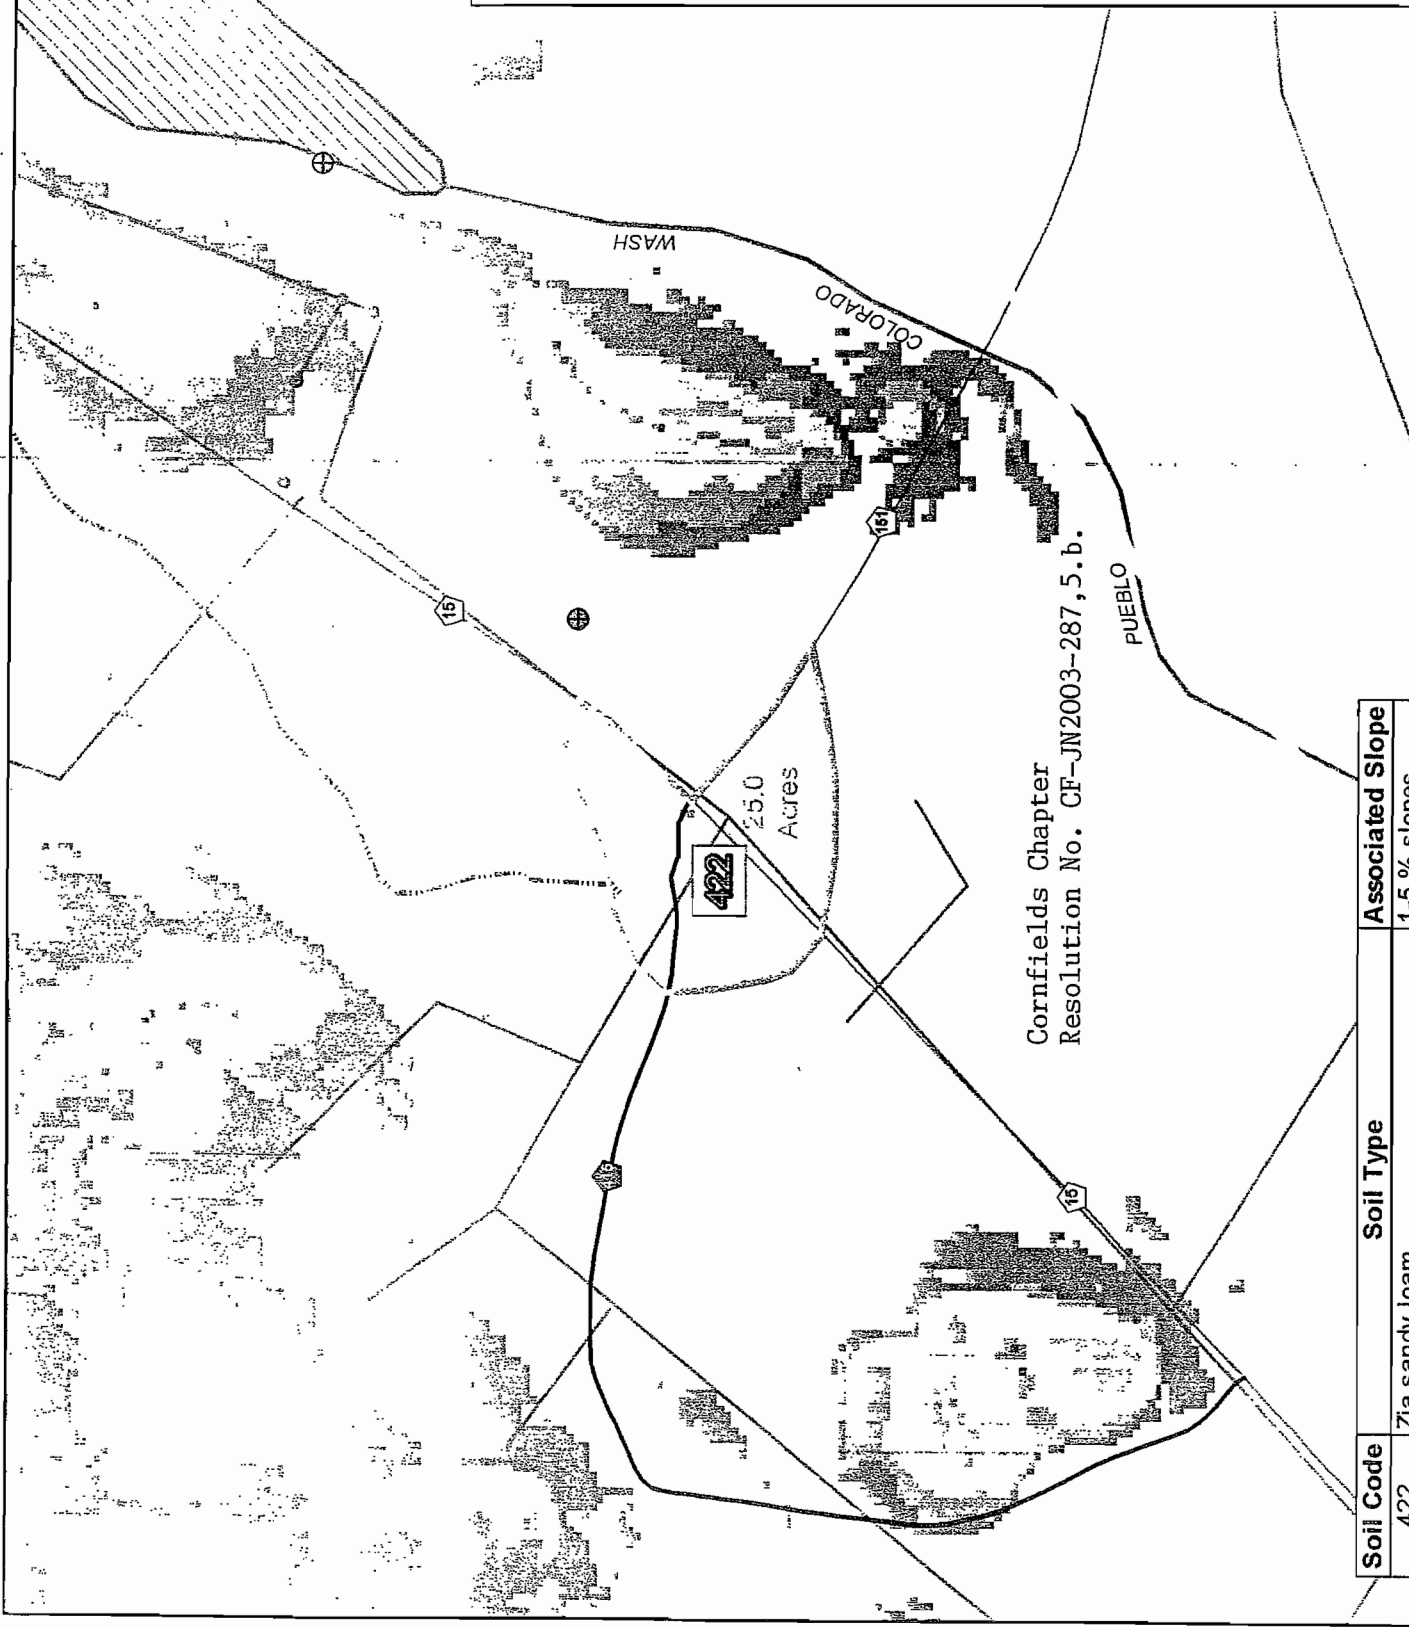 WASH
COLORADO
15
151
PUEBLO
25.0
Acres
422
Cornfields Chapter
Resolution No. CF-JN2003-287,5.b.
15
Soil Code Soil Type Associated Slope
422 Zia sandy loam 1-5 % slopes